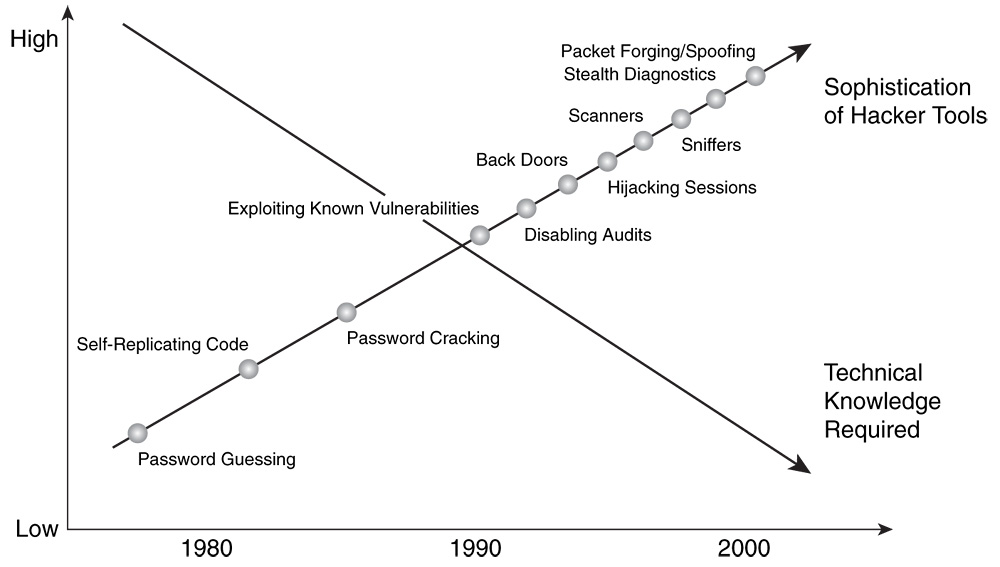 High
Packet Forging/Spoofing
Stealth Diagnostics
Sophistication
of Hacker Tools
Scanners
Sniffers
Back Doors
Hijacking Sessions
Exploiting Known Vulnerabilities
Disabling Audits
Self-Replicating Code
Password Cracking
Technical
Knowledge
Required
Password Guessing
Low
1980
1990
2000